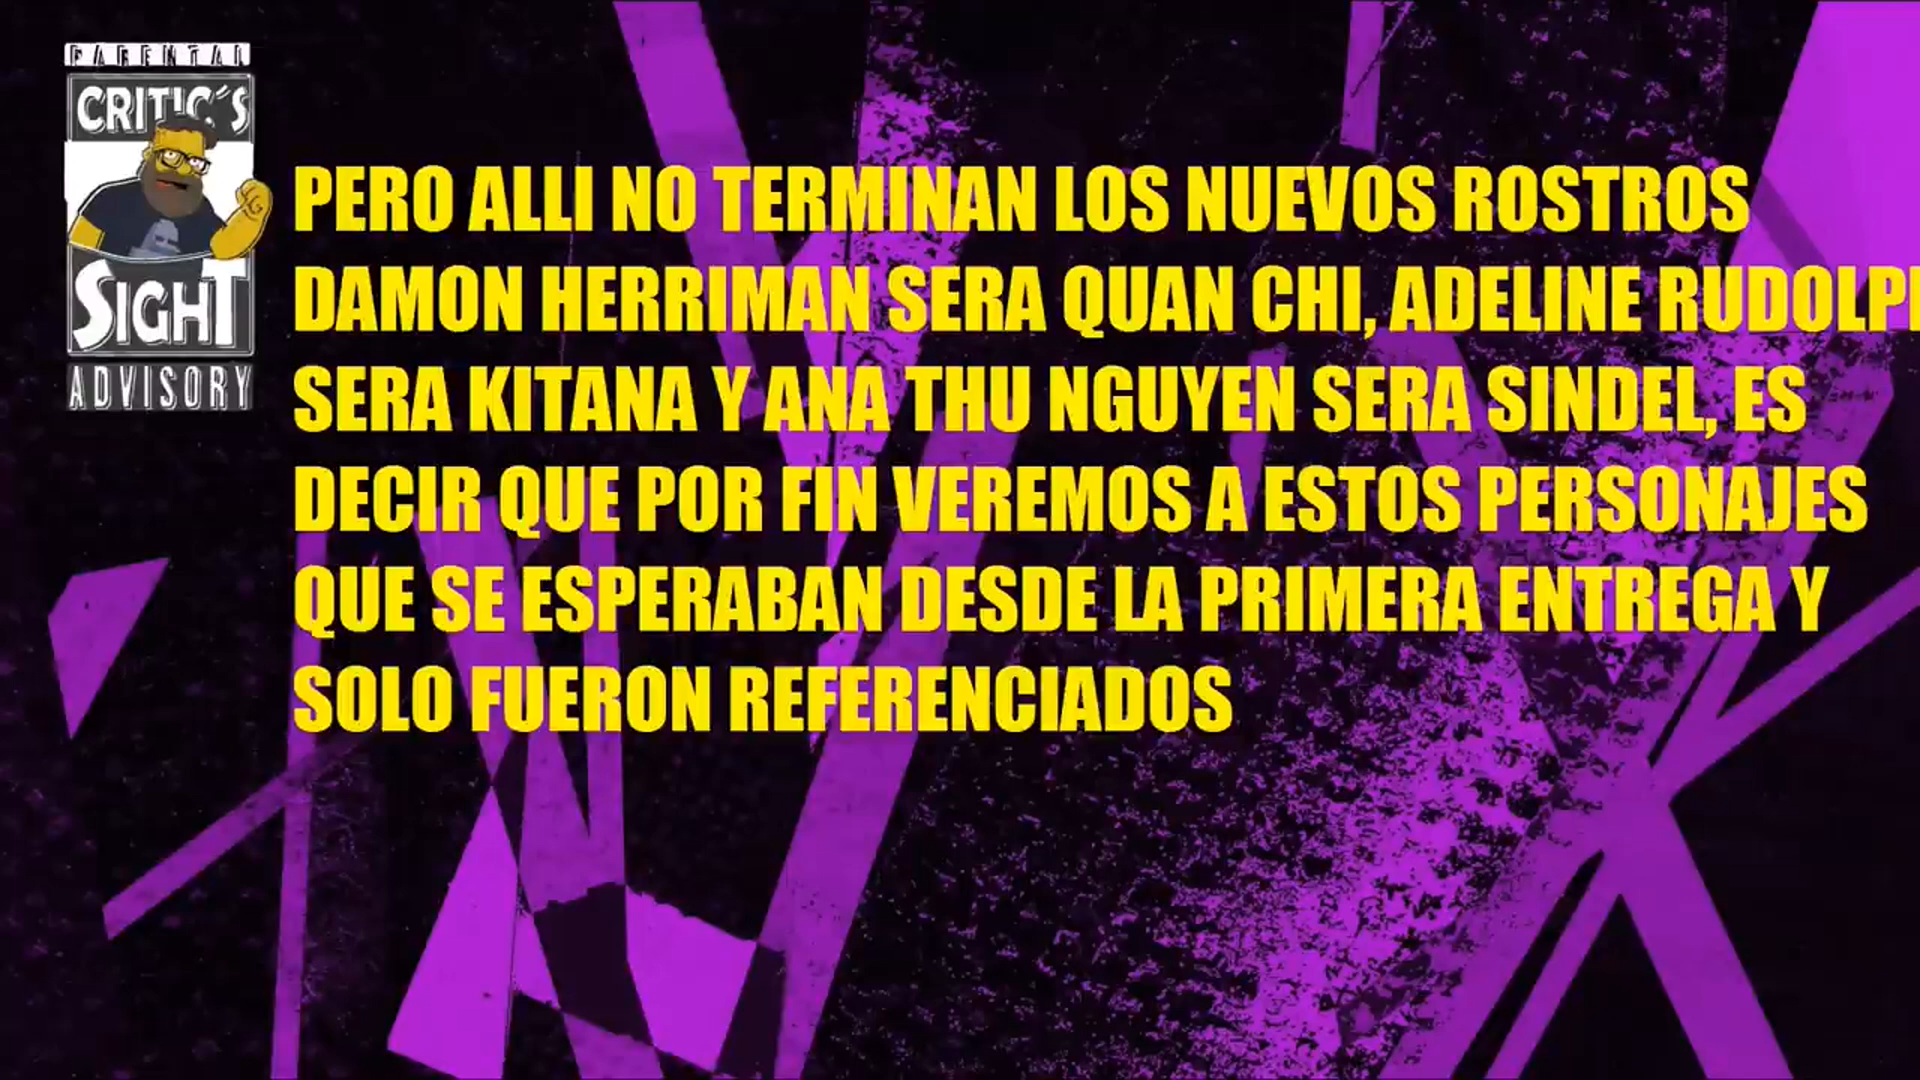 PARENTAL
CRITIC´S
SIGHT
ADVISORY
PERO ALLI NO TERMINAN LOS NUEVOS ROSTROS
DAMON HERRIMAN SERA QUAN CHI, ADELINE
SERA KITANA Y ANA THU NGUYEN SERA SINDEL, ES
DECIR QUE POR FIN VEREMOS A ESTOS PERSONAJES
QUE SE ESPERABAN DESDE LA PRIMERA ENTREGA Y
SOLO FUERON REFERENCIADOS